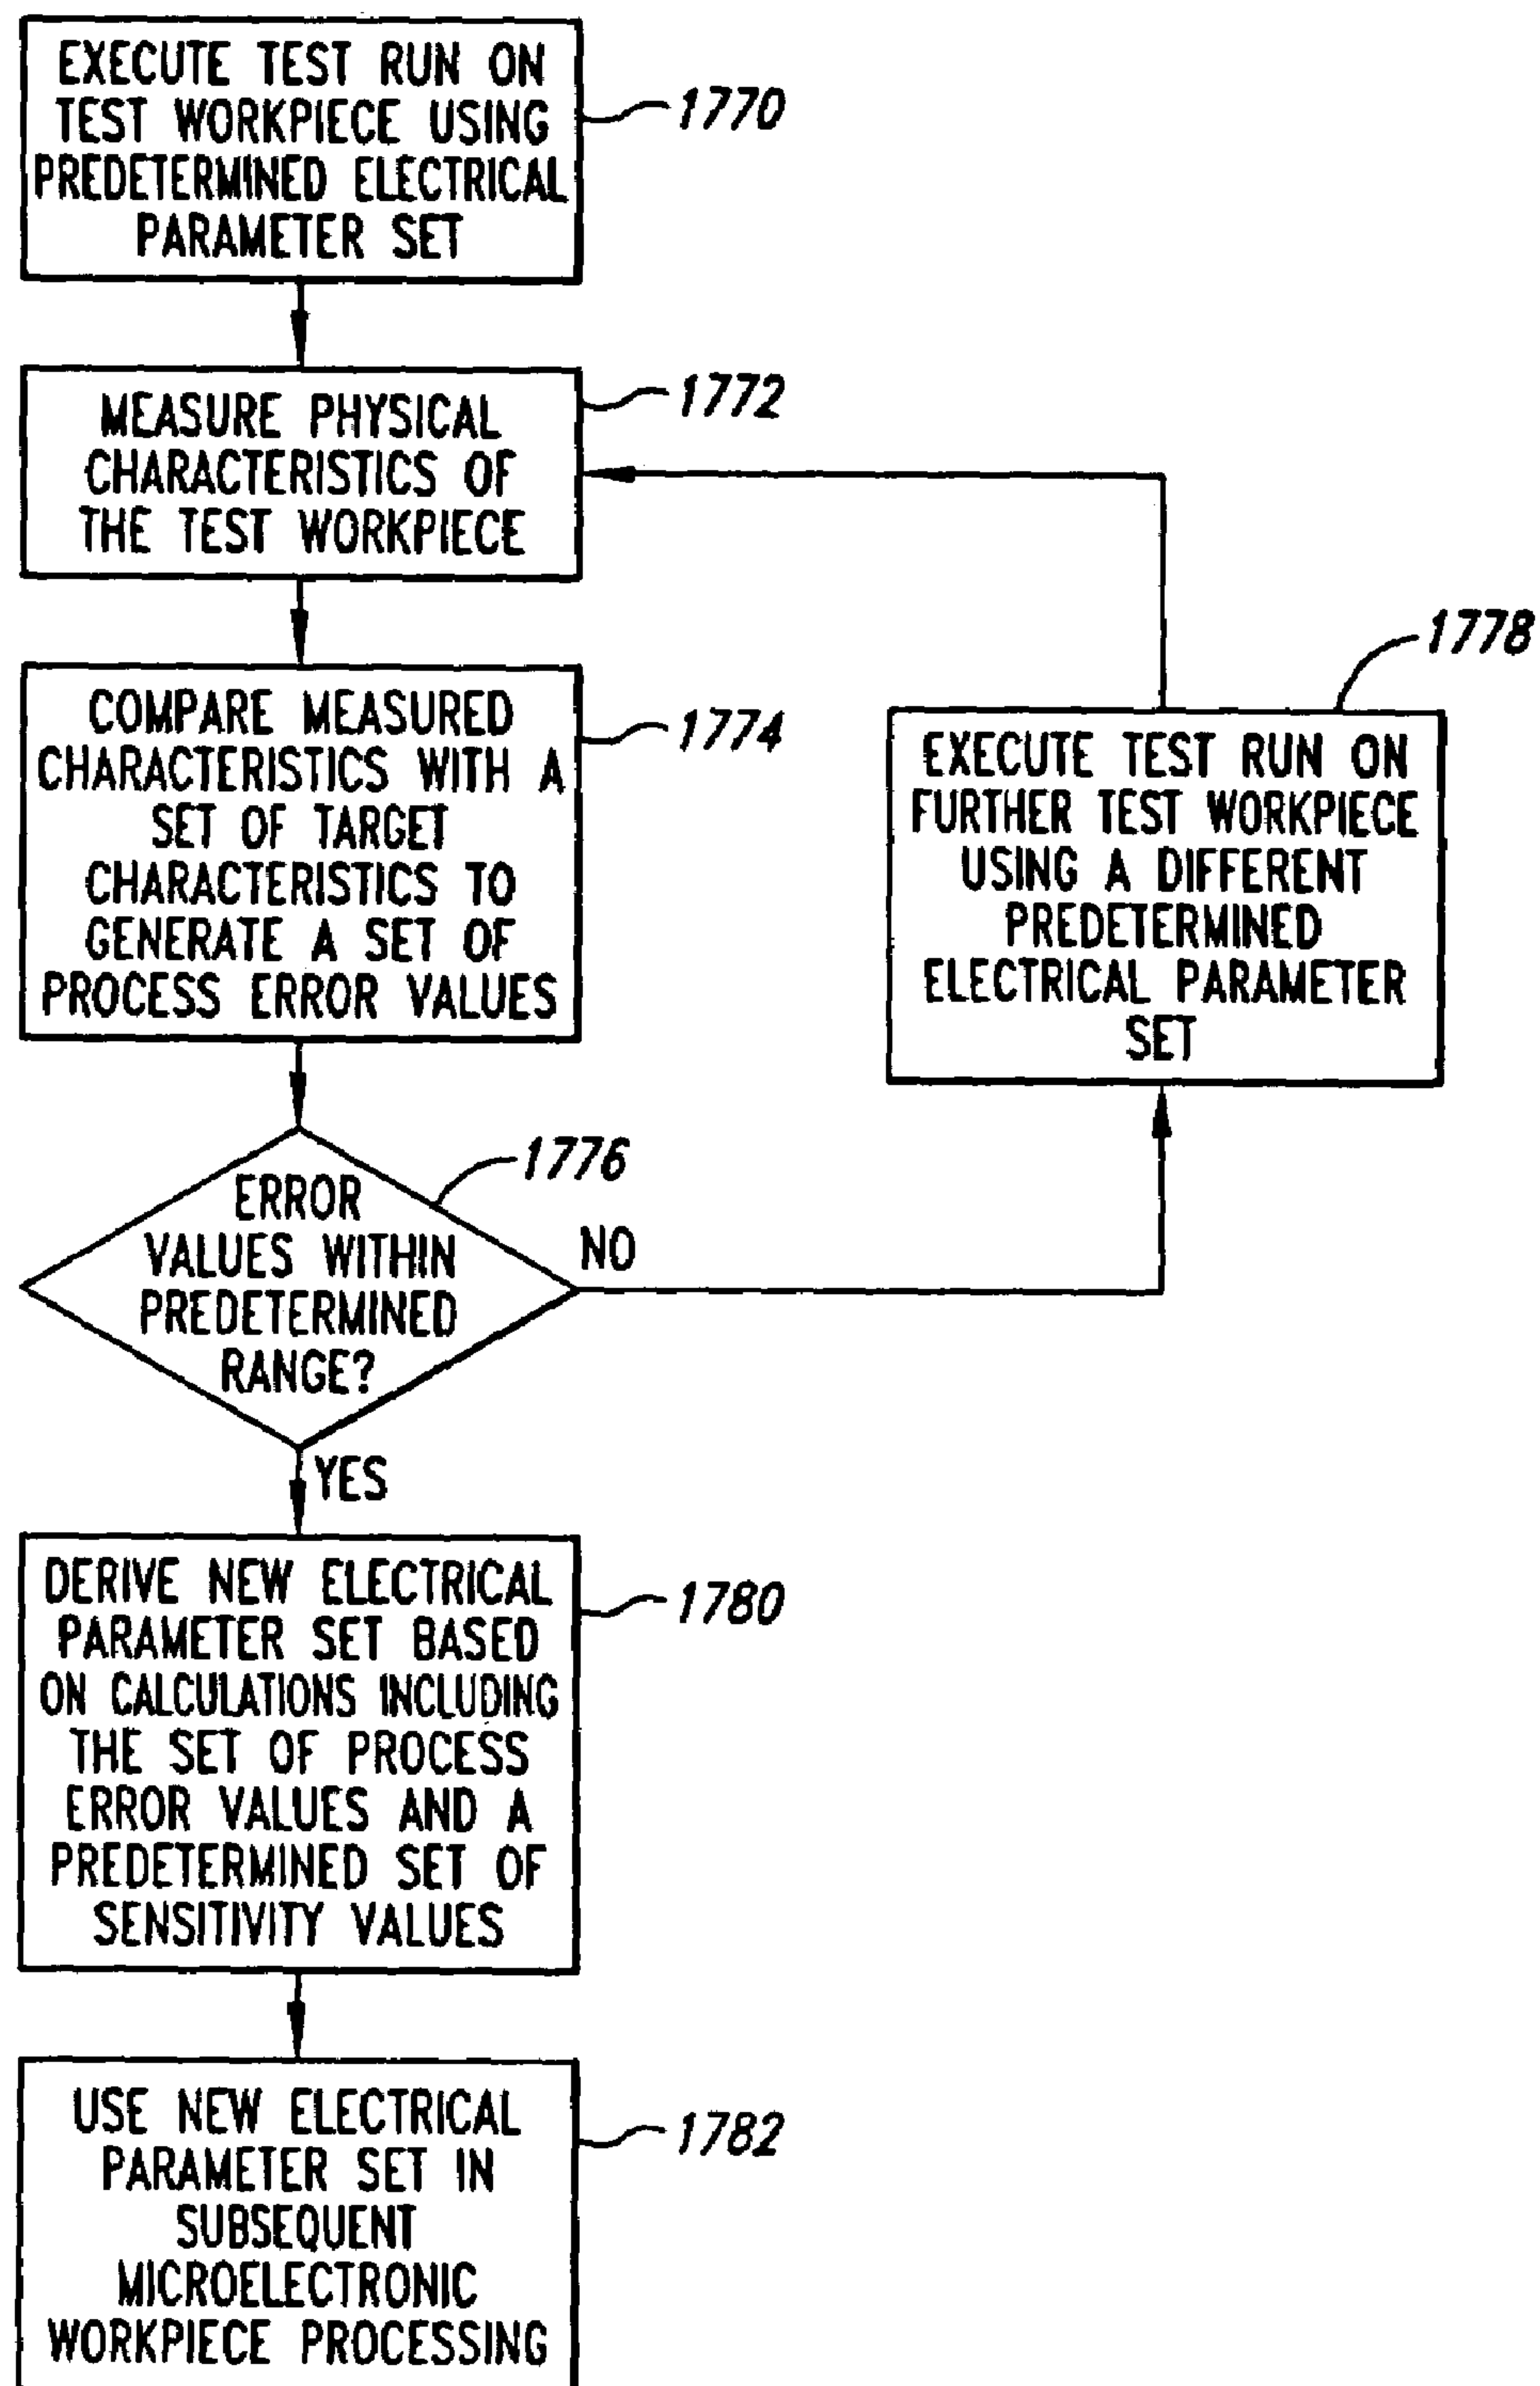 EXECUTE TEST RUN ON
TEST WORKPIECE USING
PREDETERMINED ELECTRICAL
PARAMETER SET
1770
MEASURE PHYSICAL
CHARACTERISTICS OF
THE TEST WORKPIECE
1772
COMPARE MEASURED
CHARACTERISTICS WITH A
SET OF TARGET
CHARACTERISTICS TO
GENERATE A SET OF
PROCESS ERROR VALUES
1774
1778
EXECUTE TEST RUN ON
FURTHER TEST WORKPIECE
USING A DIFFERENT
PREDETERMINED
ELECTRICAL PARAMETER
SET
1776
ERROR
VALUES WITHIN
PREDETERMINED
RANGE?
NO
YES
DERIVE NEW ELECTRICAL
PARAMETER SET BASED
ON CALCULATIONS INCLUDING
THE SET OF PROCESS
ERROR VALUES AND A
PREDETERMINED SET OF
SENSITIVITY VALUES
1780
USE NEW ELECTRICAL
PARAMETER SET IN
SUBSEQUENT
MICROELECTRONIC
WORKPIECE PROCESSING
1782